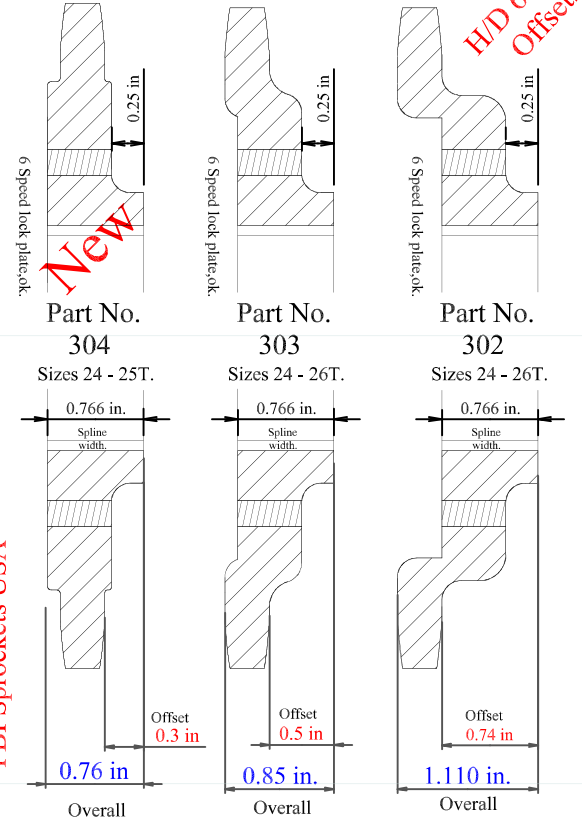 H/D 6
Offset
0.25 in
0.25 in
0.25 in
6 Speed lock plate,ok.
6 Speed lock plate,ok.
6 Speed lock plate,ok.
New
Part No.
304
Sizes 24 - 25T.
Part No.
303
Sizes 24 - 26T.
Part No.
302
Sizes 24 - 26T.
0.766 in.
0.766 in.
0.766 in.
Spline
width.
Spline
width.
Spline
width.
Sprockets USA
Offset
0.3 in
Offset
0.5 in
Offset
0.74 in
0.76 in
0.85 in.
1.110 in.
Overall
Overall
Overall